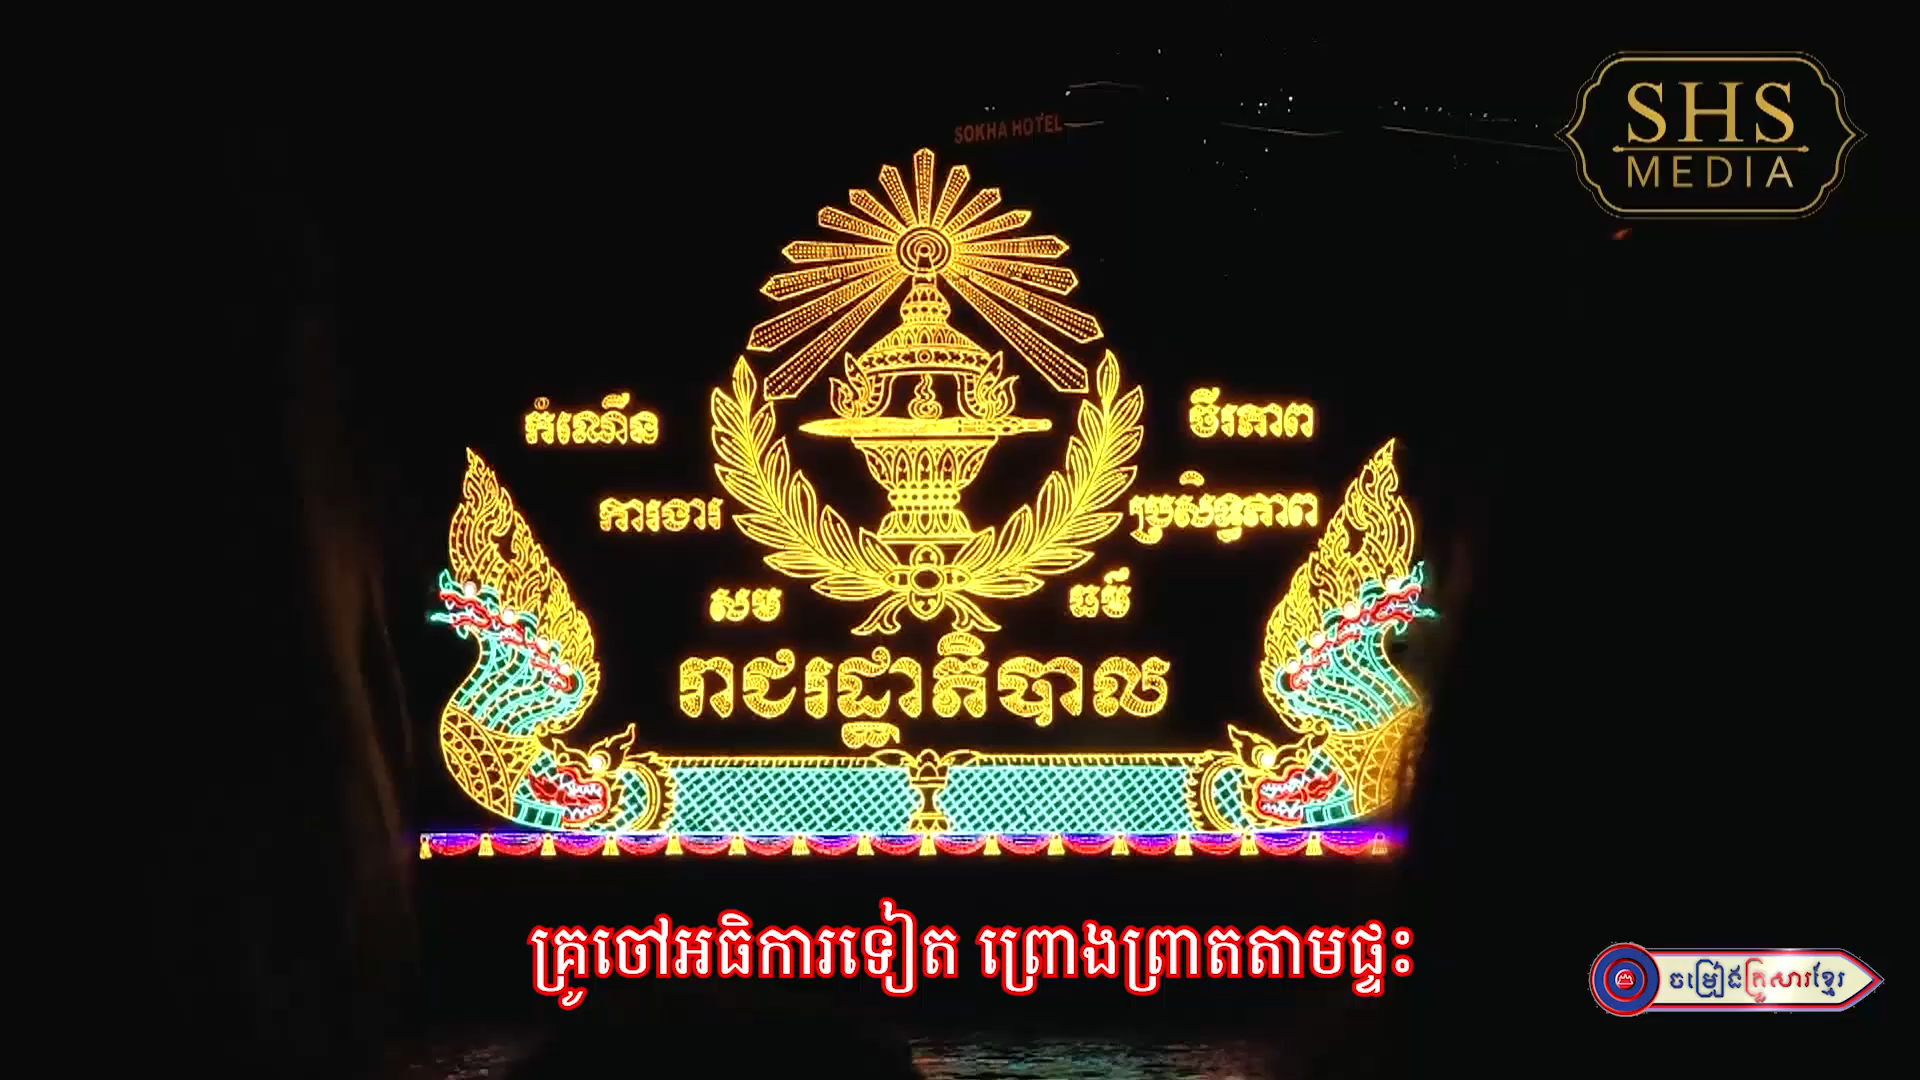 SHS
MEDIA
SOKHA HOTEL
កំណើន
ចីរភាព
ការងារ
ប្រសិទ្ធភាព
សម
ធម៌
រាជរដ្ឋាភិបាល
គ្រូចៅអធិការទៀត ព្រោងព្រាតតាមផ្ទះ
ចម្រៀងគ្រួសារខ្មែរ